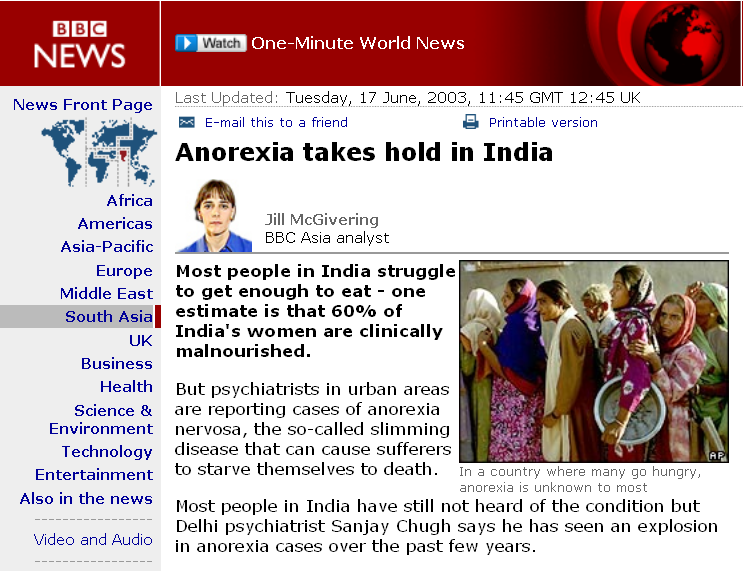 BBC
NEWS
Watch One-Minute World News
News Front Page
Africa
Americas
Asia-Pacific
Europe
Middle East
South Asia
UK
Business
Health
Science &
Environment
Technology
Entertainment
Also in the news
Video and Audio
Last Updated: Tuesday, 17 June, 2003, 11:45 GMT 12:45 UK
E-mail this to a friend
Printable version
Anorexia takes hold in India
Jill McGivering
BBC Asia analyst
Most people in India struggle
to get enough to eat - one
estimate is that 60% of
India's women are clinically
malnourished.
But psychiatrists in urban areas
are reporting cases of anorexia
nervosa, the so-called slimming
disease that can cause sufferers
to starve themselves to death.
AP
In a country where many go hungry,
anorexia is unknown to most
Most people in India have still not heard of the condition but
Delhi psychiatrist Sanjay Chugh says he has seen an explosion
in anorexia cases over the past few years.